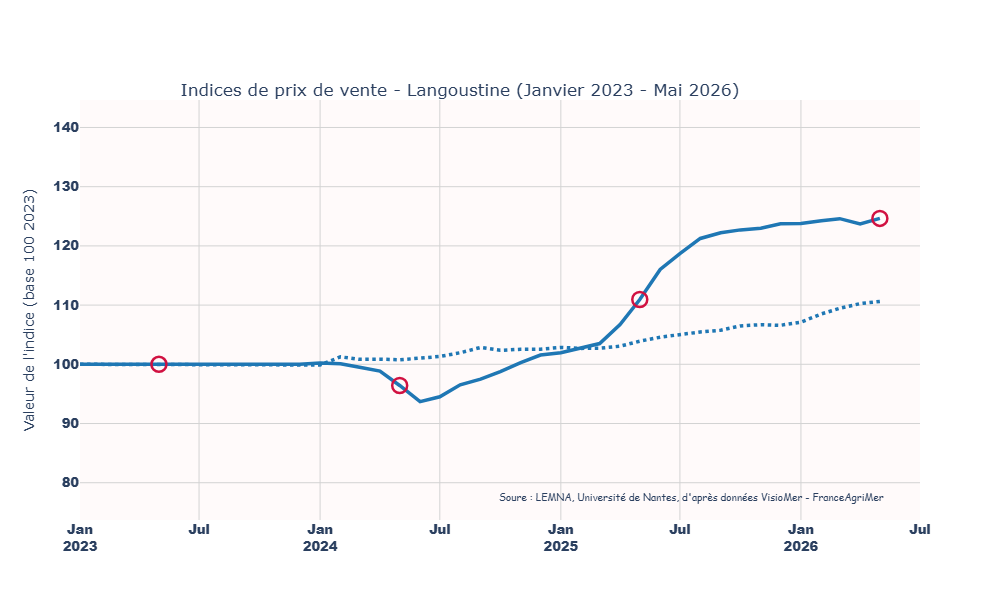 Indices de prix de vente - Langoustine (Janvier 2023 - Mai 2026)
Valeur de l'indice (base 100 2023)
140
130
120
110
100
90
80
Soure : LEMNA, Université de Nantes, d'après données VisioMer - FranceAgriMer
Jan Jul Jan Jul Jan Jul Jan Jul
2023 2024 2025 2026